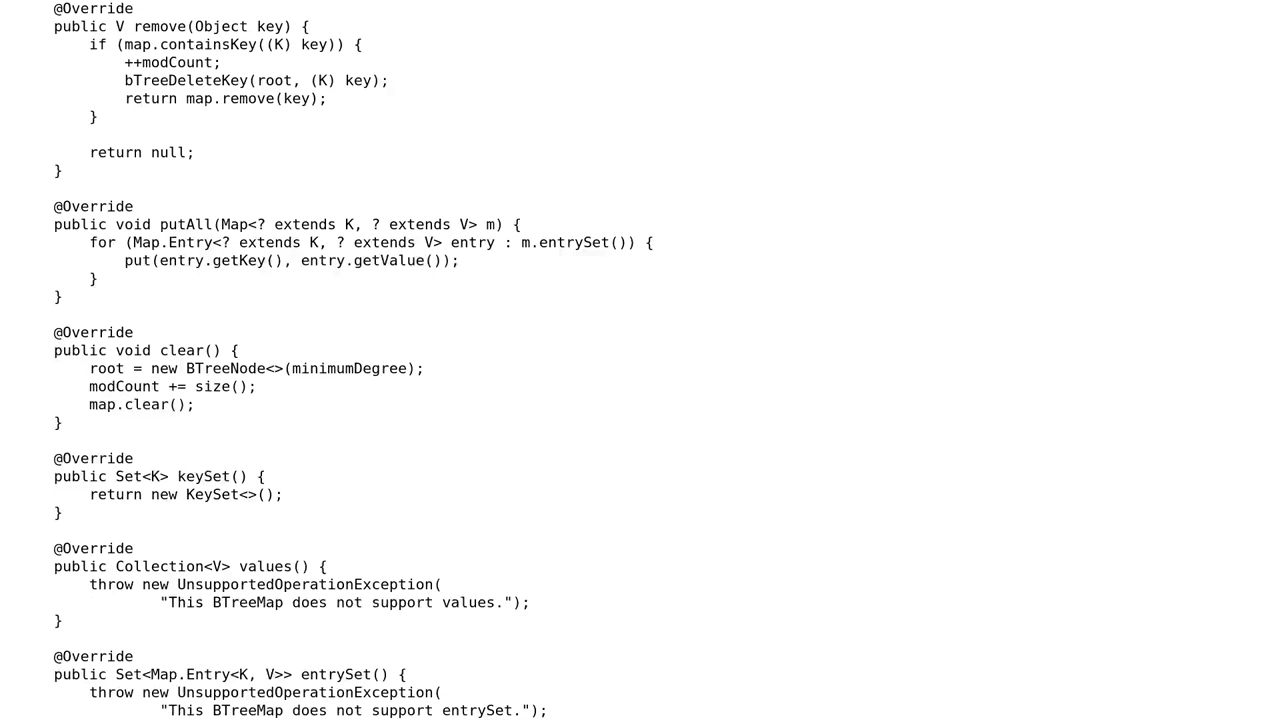 @Override
public V remove(Object key) {
    if (map.containsKey((K) key)) {
        ++modCount;
        bTreeDeleteKey(root, (K) key);
        return map.remove(key);
    }

    return null;
}

@Override
public void putAll(Map<? extends K, ? extends V> m) {
    for (Map.Entry<? extends K, ? extends V> entry : m.entrySet()) {
        put(entry.getKey(), entry.getValue());
    }
}

@Override
public void clear() {
    root = new BTreeNode<>(minimumDegree);
    modCount += size();
    map.clear();
}

@Override
public Set<K> keySet() {
    return new KeySet<>();
}

@Override
public Collection<V> values() {
    throw new UnsupportedOperationException(
            "This BTreeMap does not support values.");
}

@Override
public Set<Map.Entry<K, V>> entrySet() {
    throw new UnsupportedOperationException(
            "This BTreeMap does not support entrySet.");